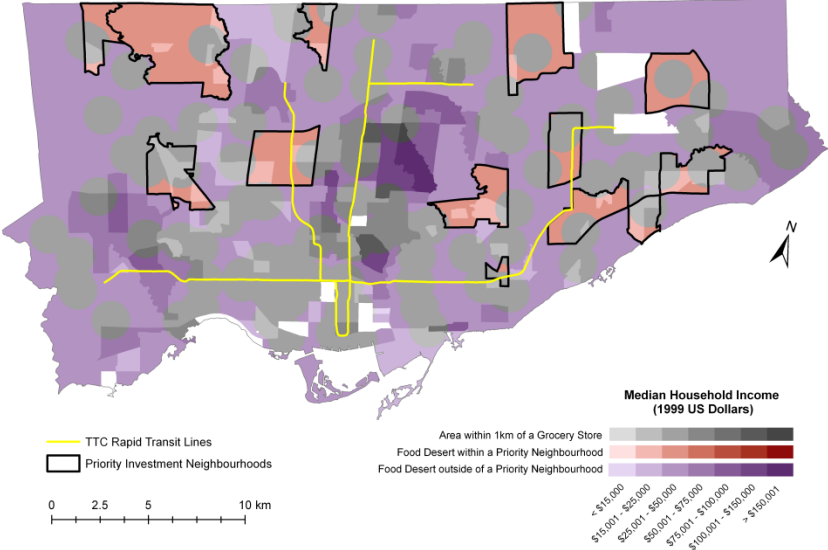 N
Median Household Income
(1999 US Dollars)
Area within 1km of a Grocery Store
Food Desert within a Priority Neighbourhood
Food Desert outside of a Priority Neighbourhood
< $15,000
$15,001 - $25,000
$25,001 - $50,000
$50,001 - $75,000
$75,001 - $100,000
$100,001 - $150,000
> $150,001
TTC Rapid Transit Lines
Priority Investment Neighbourhoods
0 2.5 5 10 km